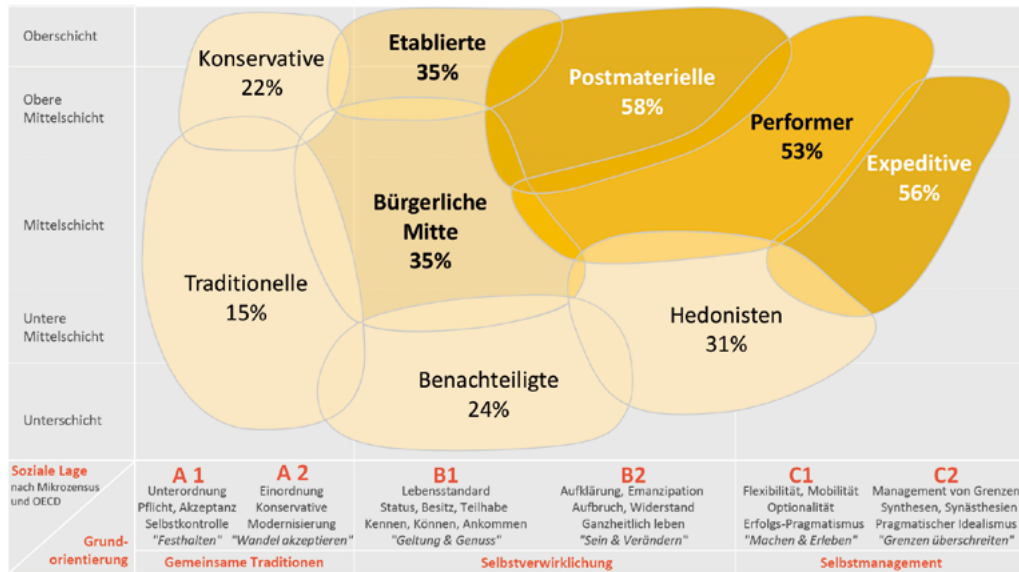 Oberschicht
Obere
Mittelschicht
Mittelschicht
Untere
Mittelschicht
Unterschicht
Konservative
22%
Etablierte
35%
Postmaterielle
58%
Performer
53%
Expeditive
56%
Bürgerliche
Mitte
35%
Traditionelle
15%
Hedonisten
31%
Benachteiligte
24%
Soziale Lage
nach Mikrozensus
und OECD
Grund-
orientierung
A 1
Unterordnung
Pflicht, Akzeptanz
Selbstkontrolle
"Festhalten"
A 2
Einordnung
Konservative
Modernisierung
"Wandel akzeptieren"
B1
Lebensstandard
Status, Besitz, Teilhabe
Kennen, Können, Ankommen
"Geltung & Genuss"
B2
Aufklärung, Emanzipation
Aufbruch, Widerstand
Ganzheitlich leben
"Sein & Verändern"
C1
Flexibilität, Mobilität
Optionalität
Erfolgs-Pragmatismus
"Machen & Erleben"
C2
Management von Grenzen
Synthesen, Synästhesien
Pragmatischer Idealismus
"Grenzen überschreiten"
Gemeinsame Traditionen
Selbstverwirklichung
Selbstmanagement